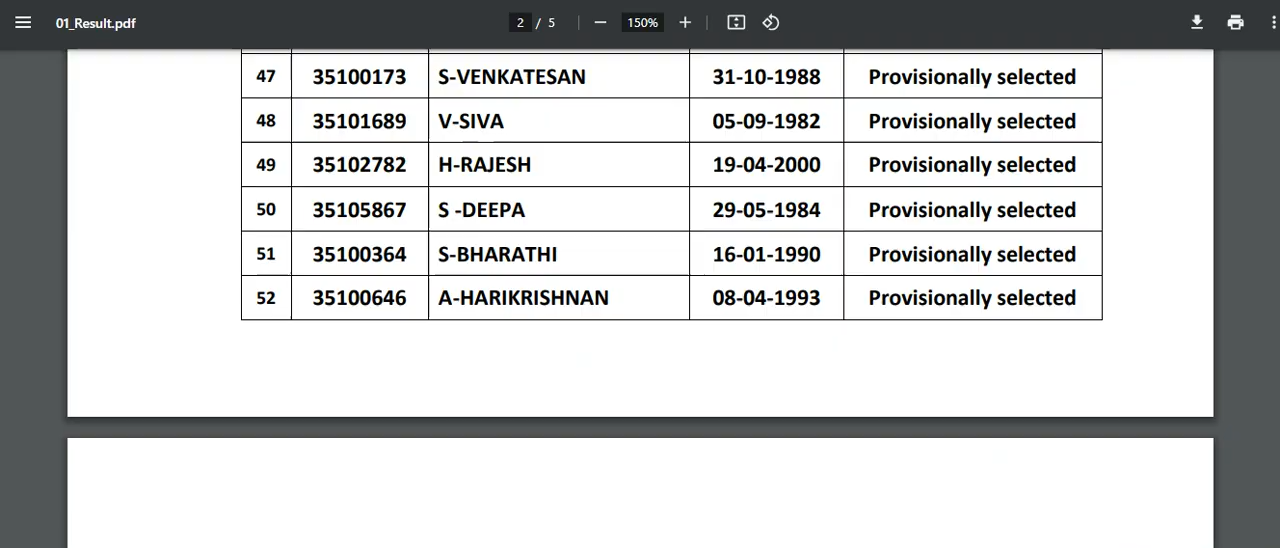 01_Result.pdf 2 / 5 150%
47 35100173 S-VENKATESAN 31-10-1988 Provisionally selected
48 35101689 V-SIVA 05-09-1982 Provisionally selected
49 35102782 H-RAJESH 19-04-2000 Provisionally selected
50 35105867 S -DEEPA 29-05-1984 Provisionally selected
51 35100364 S-BHARATHI 16-01-1990 Provisionally selected
52 35100646 A-HARIKRISHNAN 08-04-1993 Provisionally selected